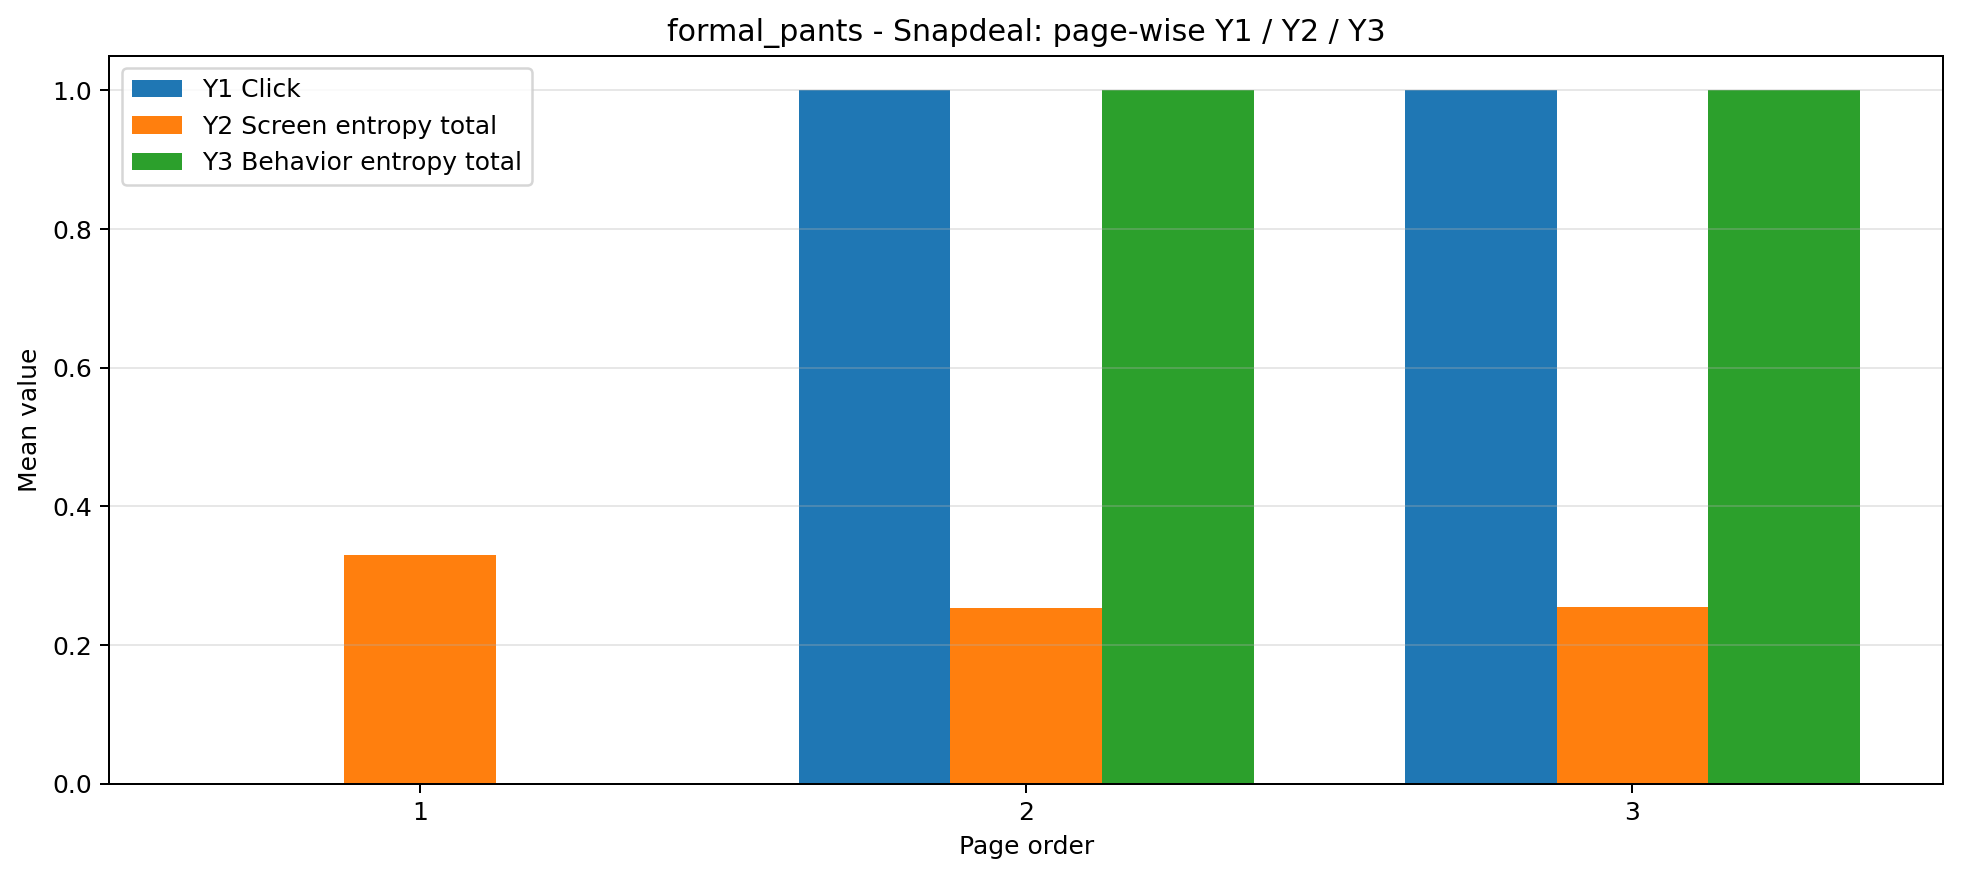 formal_pants - Snapdeal: page-wise Y1 / Y2 / Y3
Y1 Click
Y2 Screen entropy total
Y3 Behavior entropy total
Mean value
1.0
0.8
0.6
0.4
0.2
0.0
1 2 3
Page order